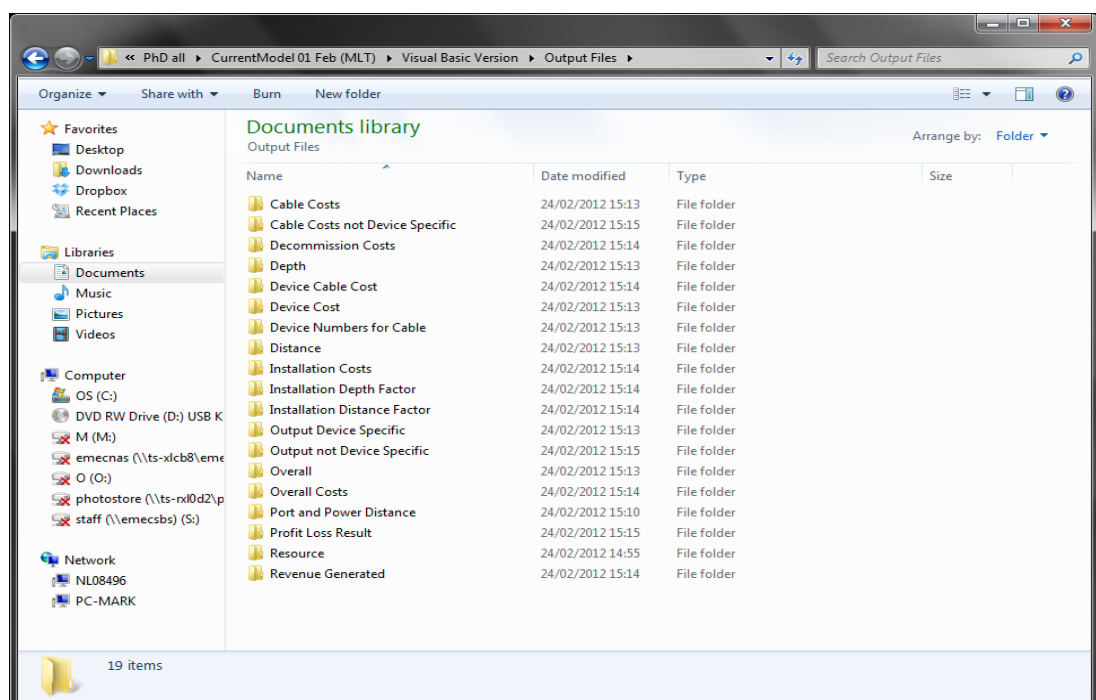 « PhD all ▸ CurrentModel 01 Feb (MLT) ▸ Visual Basic Version ▸ Output Files ▸
Search Output Files
Organize ▾ Share with ▾ Burn New folder
Favorites
Desktop
Downloads
Dropbox
Recent Places
Libraries
Documents
Music
Pictures
Videos
Computer
OS (C:)
DVD RW Drive (D:) USB K
M (M:)
emecnas (\\ts-xlcb8\eme
O (O:)
photostore (\\ts-rxl0d2\p
staff (\\emecsbs) (S:)
Network
NL08496
PC-MARK
Documents library
Output Files
Arrange by: Folder ▾
Name Date modified Type Size
Cable Costs 24/02/2012 15:13 File folder
Cable Costs not Device Specific 24/02/2012 15:15 File folder
Decommission Costs 24/02/2012 15:14 File folder
Depth 24/02/2012 15:13 File folder
Device Cable Cost 24/02/2012 15:14 File folder
Device Cost 24/02/2012 15:13 File folder
Device Numbers for Cable 24/02/2012 15:13 File folder
Distance 24/02/2012 15:13 File folder
Installation Costs 24/02/2012 15:14 File folder
Installation Depth Factor 24/02/2012 15:14 File folder
Installation Distance Factor 24/02/2012 15:14 File folder
Output Device Specific 24/02/2012 15:13 File folder
Output not Device Specific 24/02/2012 15:15 File folder
Overall 24/02/2012 15:13 File folder
Overall Costs 24/02/2012 15:14 File folder
Port and Power Distance 24/02/2012 15:10 File folder
Profit Loss Result 24/02/2012 15:15 File folder
Resource 24/02/2012 14:55 File folder
Revenue Generated 24/02/2012 15:14 File folder
19 items